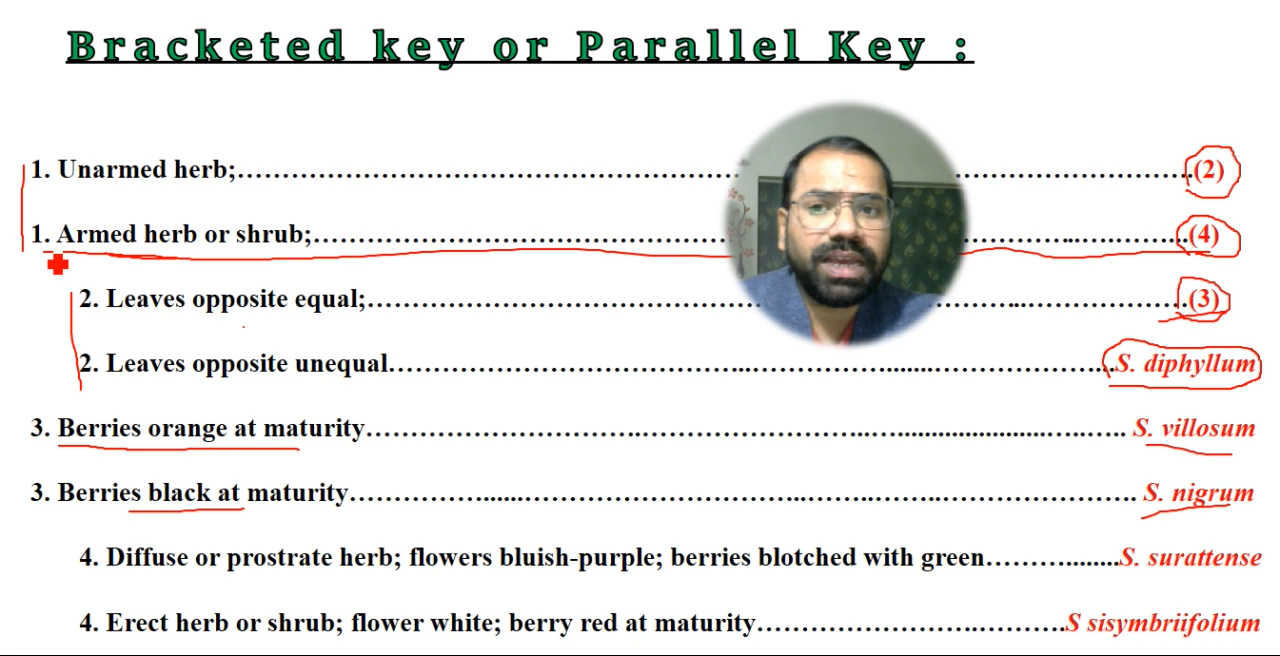 Bracketed key or Parallel Key :
1. Unarmed herb;..........(2)
1. Armed herb or shrub;..........(4)
2. Leaves opposite equal;..........(3)
2. Leaves opposite unequal..........S. diphyllum
3. Berries orange at maturity.......... S. villosum
3. Berries black at maturity.......... S. nigrum
4. Diffuse or prostrate herb; flowers bluish-purple; berries blotched with green..........S. surattense
4. Erect herb or shrub; flower white; berry red at maturity..........S sisymbriifolium